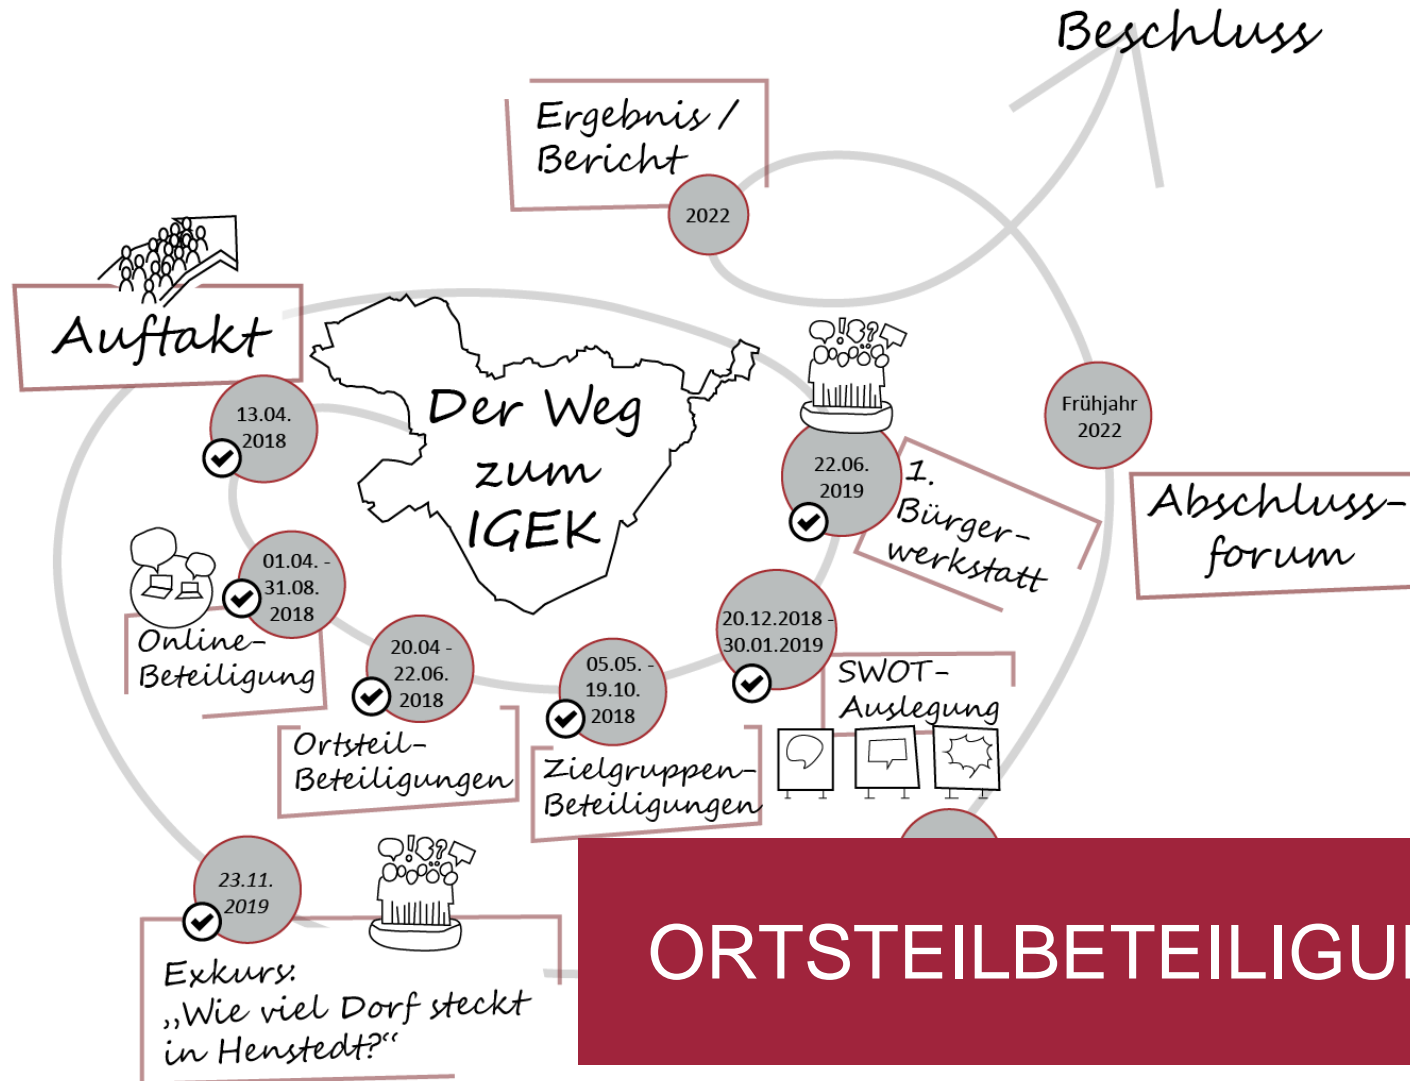 Beschluss
Ergebnis /
Bericht
2022
Auftakt
13.04.
2018
Der Weg
zum
IGEK
22.06.
2019
1.
Bürger-
werkstatt
Frühjahr
2022
Abschluss-
forum
01.04. -
31.08.
2018
Online-
Beteiligung
20.04 -
22.06.
2018
Ortsteil-
Beteiligungen
05.05. -
19.10.
2018
Zielgruppen-
Beteiligungen
20.12.2018 -
30.01.2019
SWOT-
Auslegung
23.11.
2019
Exkurs:
„Wie viel Dorf steckt
in Henstedt?“